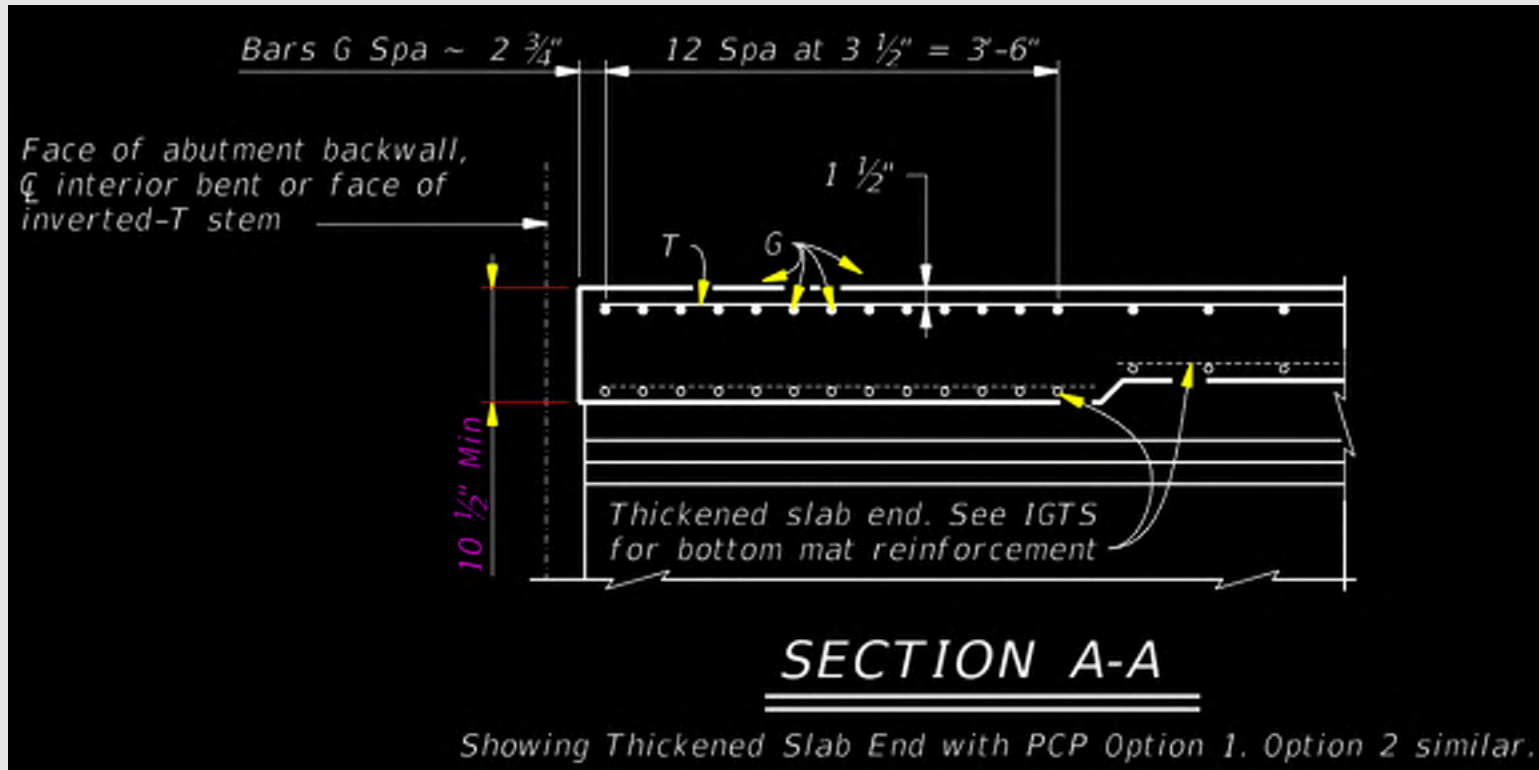 Bars G Spa ~ 2 ¾"
12 Spa at 3 ½" = 3'-6"
Face of abutment backwall,
℄ interior bent or face of
inverted-T stem
1 ½"
T
G
10 ½" Min
Thickened slab end. See IGTS
for bottom mat reinforcement
SECTION A-A
Showing Thickened Slab End with PCP Option 1. Option 2 similar.